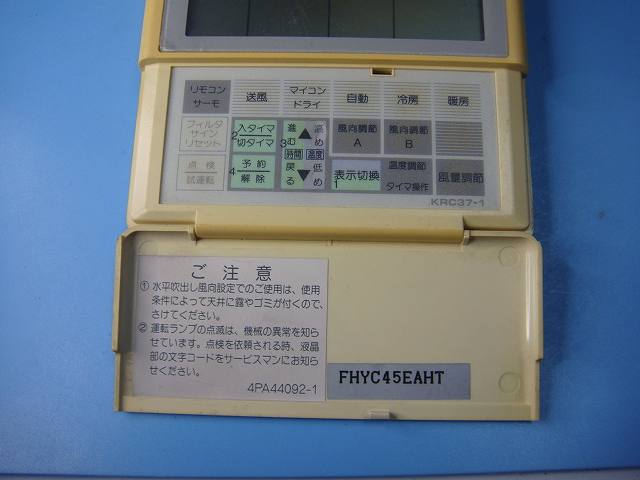 リモコン
サーモ
送風
マイコン
ドライ
自動
冷房
暖房
フィルタ
サイン
リセット
2 入タイマ
切タイマ
進む ▲ 高め
3 時間 温度
戻る ▼ 低め
風向調節
A
風向調節
B
点検
試運転
4 予約
解除
表示切換
1
温度調節
タイマ操作
風量調節
KRC37-1
ご注意
① 水平吹出し風向設定でのご使用は、使用
条件によって天井に露やゴミが付くので、
さけてください。
② 運転ランプの点滅は、機械の異常を知ら
せています。点検を依頼される時、液晶
部の文字コードをサービスマンにお知ら
せください。
4PA44092-1
FHYC45EAHT